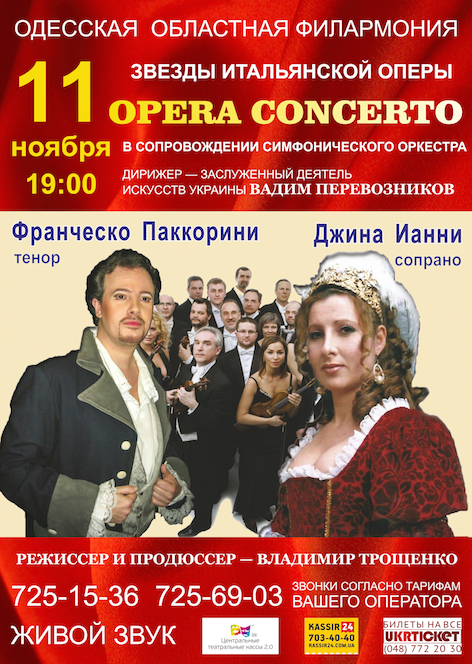 ОДЕССКАЯ ОБЛАСТНАЯ ФИЛАРМОНИЯ
11
ноября
19:00
ЗВЕЗДЫ ИТАЛЬЯНСКОЙ ОПЕРЫ
OPERA CONCERTO
В СОПРОВОЖДЕНИИ СИМФОНИЧЕСКОГО ОРКЕСТРА
ДИРИЖЕР — ЗАСЛУЖЕННЫЙ ДЕЯТЕЛЬ
ИСКУССТВ УКРАИНЫ ВАДИМ ПЕРЕВОЗНИКОВ
Франческо Паккорини
тенор
Джина Ианни
сопрано
РЕЖИССЕР И ПРОДЮССЕР — ВЛАДИМИР ТРОЩЕНКО
725-15-36 725-69-03
ЗВОНКИ СОГЛАСНО ТАРИФАМ
ВАШЕГО ОПЕРАТОРА
ЖИВОЙ ЗВУК
Центральные
театральные кассы 2.0
KASSIR24
703-40-40
KASSIR24.COM.UA
БИЛЕТЫ НА ВСЕ
UKRTICKET
(048) 772 20 30